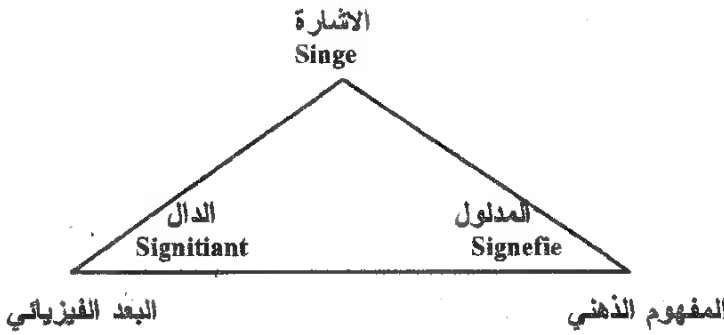 الاشارة
Singe
الدال
المدلول
Signitiant
Signefie
البعد الفيزيائي
المفهوم الذهني